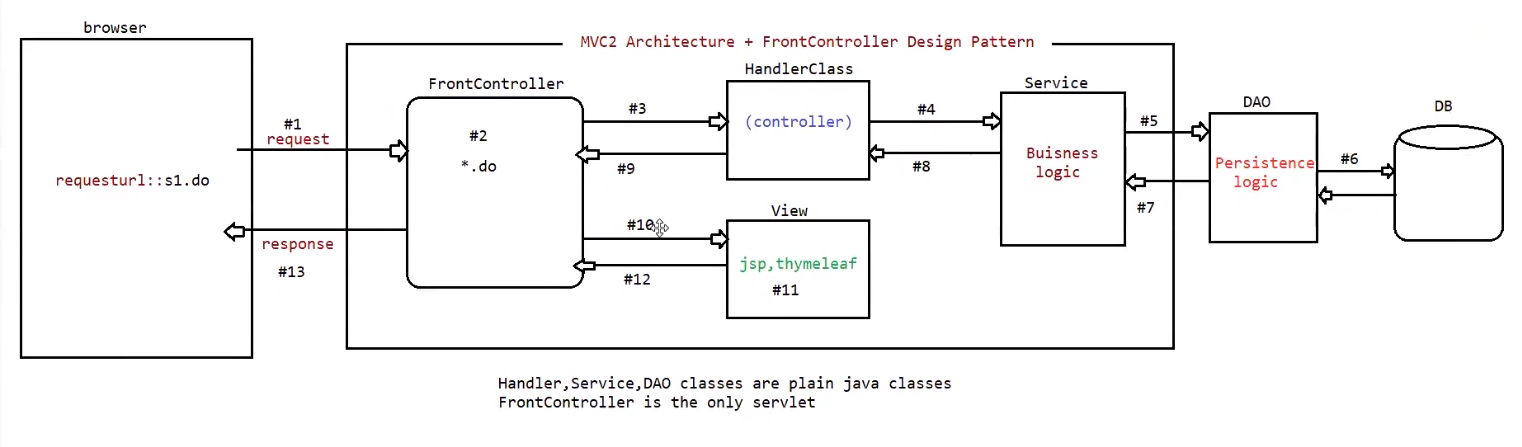 browser
MVC2 Architecture + FrontController Design Pattern
FrontController
HandlerClass
Service
DAO
DB
#1
request
#2
*.do
#3
(controller)
#4
#5
#6
requesturl::s1.do
#9
#8
Buisness
logic
Persistence
logic
#7
response
#13
#10
#12
View
jsp,thymeleaf
#11
Handler,Service,DAO classes are plain java classes
FrontController is the only servlet